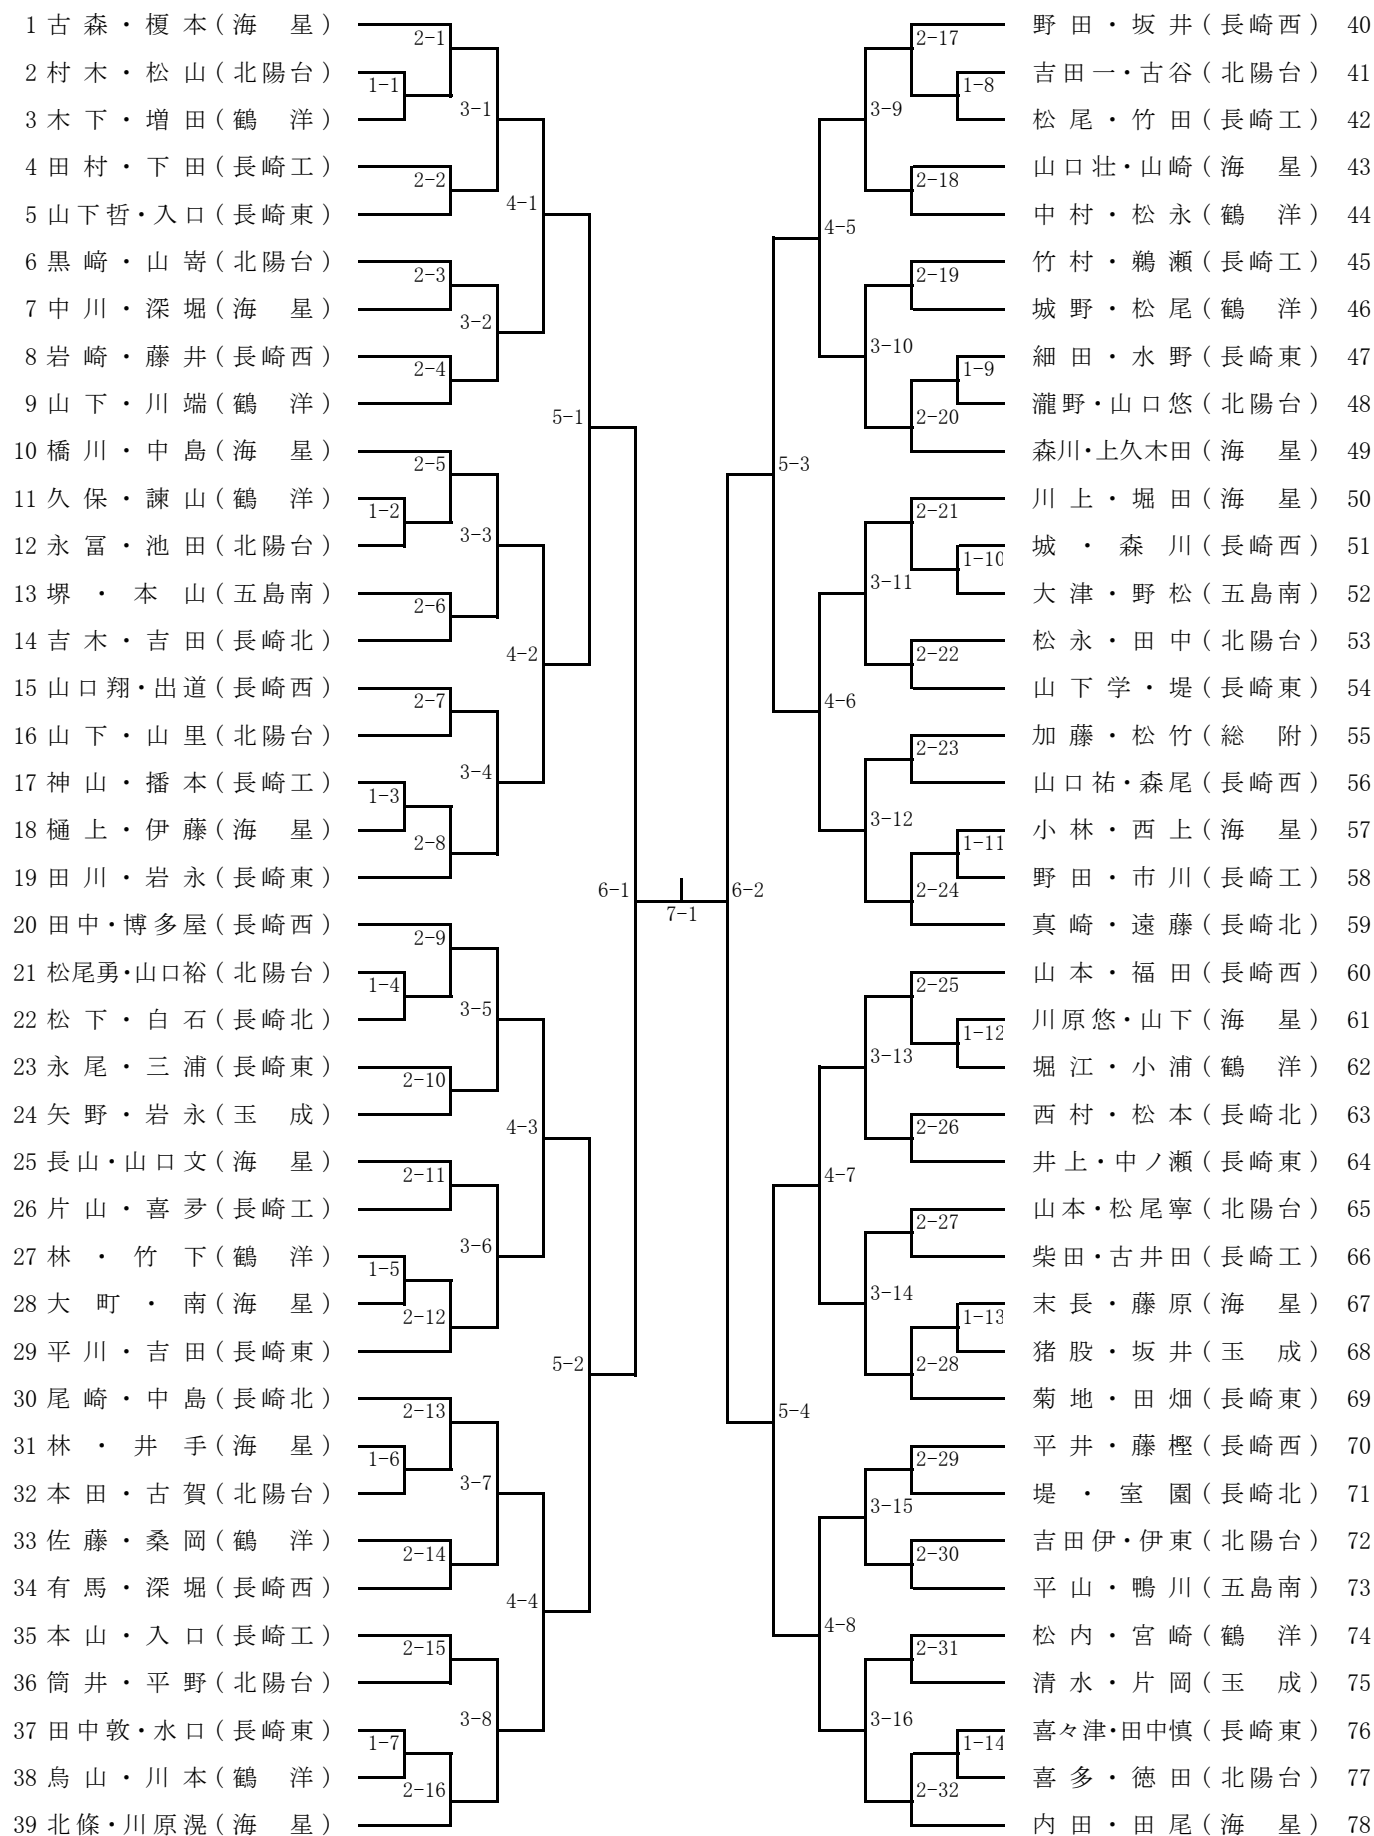 1 古森・榎本(海　星)
2 村木・松山(北陽台)
3 木下・増田(鶴　洋)
4 田村・下田(長崎工)
5 山下哲・入口(長崎東)
6 黒﨑・山嵜(北陽台)
7 中川・深堀(海　星)
8 岩崎・藤井(長崎西)
9 山下・川端(鶴　洋)
10 橋川・中島(海　星)
11 久保・諫山(鶴　洋)
12 永冨・池田(北陽台)
13 堺・本山(五島南)
14 吉木・吉田(長崎北)
15 山口翔・出道(長崎西)
16 山下・山里(北陽台)
17 神山・播本(長崎工)
18 樋上・伊藤(海　星)
19 田川・岩永(長崎東)
20 田中・博多屋(長崎西)
21 松尾勇・山口裕(北陽台)
22 松下・白石(長崎北)
23 永尾・三浦(長崎東)
24 矢野・岩永(玉　成)
25 長山・山口文(海　星)
26 片山・喜夛(長崎工)
27 林・竹下(鶴　洋)
28 大町・南(海　星)
29 平川・吉田(長崎東)
30 尾崎・中島(長崎北)
31 林・井手(海　星)
32 本田・古賀(北陽台)
33 佐藤・桑岡(鶴　洋)
34 有馬・深堀(長崎西)
35 本山・入口(長崎工)
36 筒井・平野(北陽台)
37 田中敦・水口(長崎東)
38 烏山・川本(鶴　洋)
39 北條・川原滉(海　星)
1-1
1-2
1-3
1-4
1-5
1-6
1-7
2-1
2-2
2-3
2-4
2-5
2-6
2-7
2-8
2-9
2-10
2-11
2-12
2-13
2-14
2-15
2-16
3-1
3-2
3-3
3-4
3-5
3-6
3-7
3-8
4-1
4-2
4-3
4-4
5-1
5-2
6-1
7-1
6-2
5-3
5-4
4-5
4-6
4-7
4-8
3-9
3-10
3-11
3-12
3-13
3-14
3-15
3-16
2-17
2-18
2-19
2-20
2-21
2-22
2-23
2-24
2-25
2-26
2-27
2-28
2-29
2-30
2-31
2-32
1-8
1-9
1-10
1-11
1-12
1-13
1-14
野田・坂井(長崎西) 40
吉田一・古谷(北陽台) 41
松尾・竹田(長崎工) 42
山口壮・山崎(海　星) 43
中村・松永(鶴　洋) 44
竹村・鵜瀬(長崎工) 45
城野・松尾(鶴　洋) 46
細田・水野(長崎東) 47
瀧野・山口悠(北陽台) 48
森川・上久木田(海　星) 49
川上・堀田(海　星) 50
城・森川(長崎西) 51
大津・野松(五島南) 52
松永・田中(北陽台) 53
山下学・堤(長崎東) 54
加藤・松竹(総　附) 55
山口祐・森尾(長崎西) 56
小林・西上(海　星) 57
野田・市川(長崎工) 58
真崎・遠藤(長崎北) 59
山本・福田(長崎西) 60
川原悠・山下(海　星) 61
堀江・小浦(鶴　洋) 62
西村・松本(長崎北) 63
井上・中ノ瀬(長崎東) 64
山本・松尾寧(北陽台) 65
柴田・古井田(長崎工) 66
末長・藤原(海　星) 67
猪股・坂井(玉　成) 68
菊地・田畑(長崎東) 69
平井・藤樫(長崎西) 70
堤・室園(長崎北) 71
吉田伊・伊東(北陽台) 72
平山・鴨川(五島南) 73
松内・宮崎(鶴　洋) 74
清水・片岡(玉　成) 75
喜々津・田中慎(長崎東) 76
喜多・徳田(北陽台) 77
内田・田尾(海　星) 78